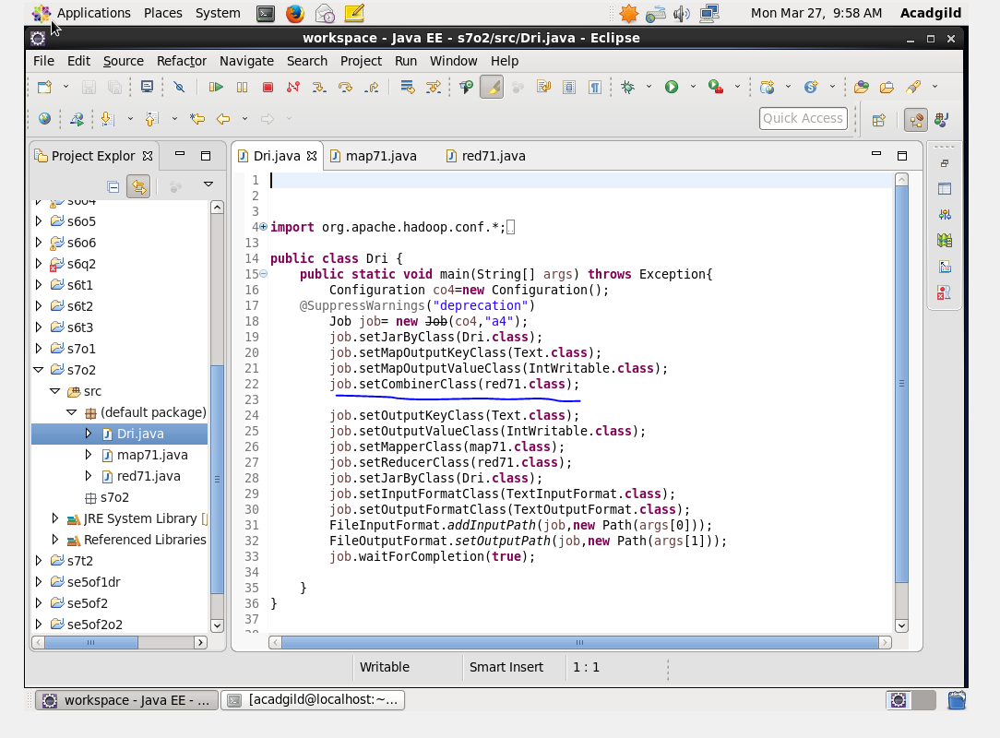 Applications Places System Mon Mar 27, 9:58 AM Acadgild
workspace - Java EE - s7o2/src/Dri.java - Eclipse
File Edit Source Refactor Navigate Search Project Run Window Help
Quick Access
Project Explor
s6o4
s6o5
s6o6
s6q2
s6t1
s6t2
s6t3
s7o1
s7o2
src
(default package)
Dri.java
map71.java
red71.java
s7o2
JRE System Library [
Referenced Libraries
s7t2
se5of1dr
se5of2
se5of2o2
Dri.java map71.java red71.java
1
2
3
4 import org.apache.hadoop.conf.*;
13
14 public class Dri {
15 public static void main(String[] args) throws Exception{
16 Configuration co4=new Configuration();
17 @SuppressWarnings("deprecation")
18 Job job= new Job(co4,"a4");
19 job.setJarByClass(Dri.class);
20 job.setMapOutputKeyClass(Text.class);
21 job.setMapOutputValueClass(IntWritable.class);
22 job.setCombinerClass(red71.class);
23
24 job.setOutputKeyClass(Text.class);
25 job.setOutputValueClass(IntWritable.class);
26 job.setMapperClass(map71.class);
27 job.setReducerClass(red71.class);
28 job.setJarByClass(Dri.class);
29 job.setInputFormatClass(TextInputFormat.class);
30 job.setOutputFormatClass(TextOutputFormat.class);
31 FileInputFormat.addInputPath(job,new Path(args[0]));
32 FileOutputFormat.setOutputPath(job,new Path(args[1]));
33 job.waitForCompletion(true);
34
35 }
36 }
37
Writable Smart Insert 1 : 1
workspace - Java EE - ... [acadgild@localhost:~...